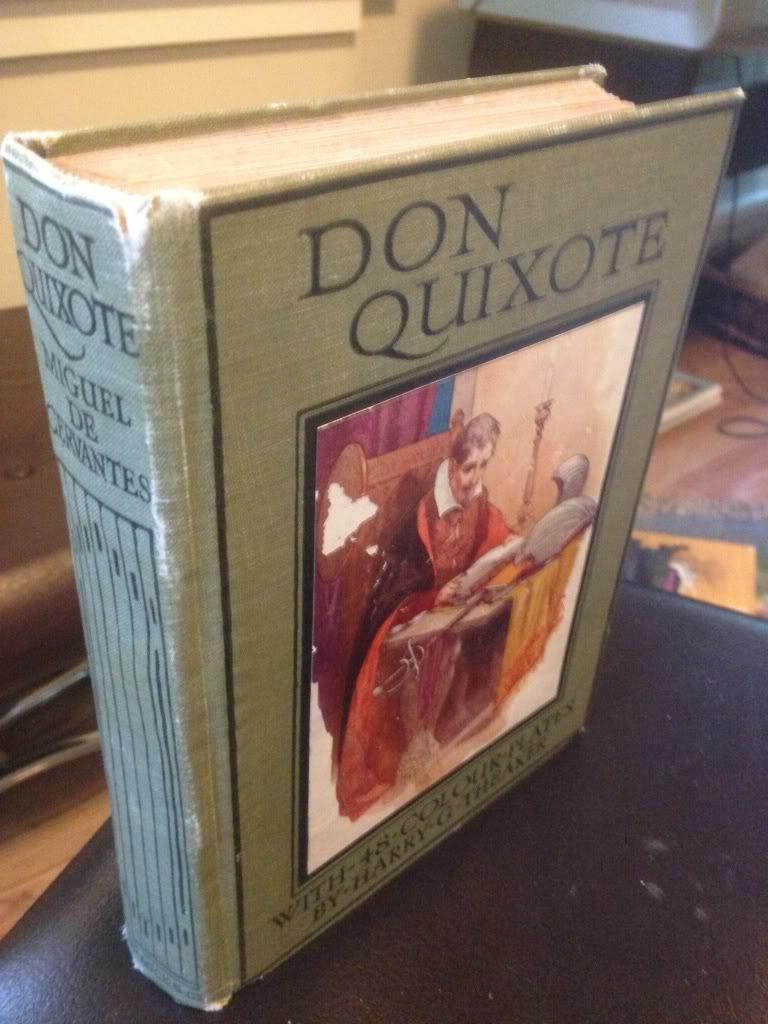 DON
QUIXOTE
MIGUEL
DE
CERVANTES
DON
QUIXOTE
WITH·48·COLOUR·PLATES
BY·HARRY·G·THEAKER